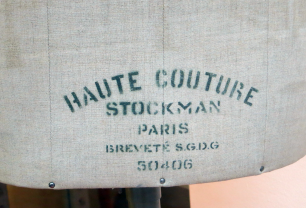 HAUTE COUTURE
STOCKMAN
PARIS
BREVETÉ S.G.D.G
50406